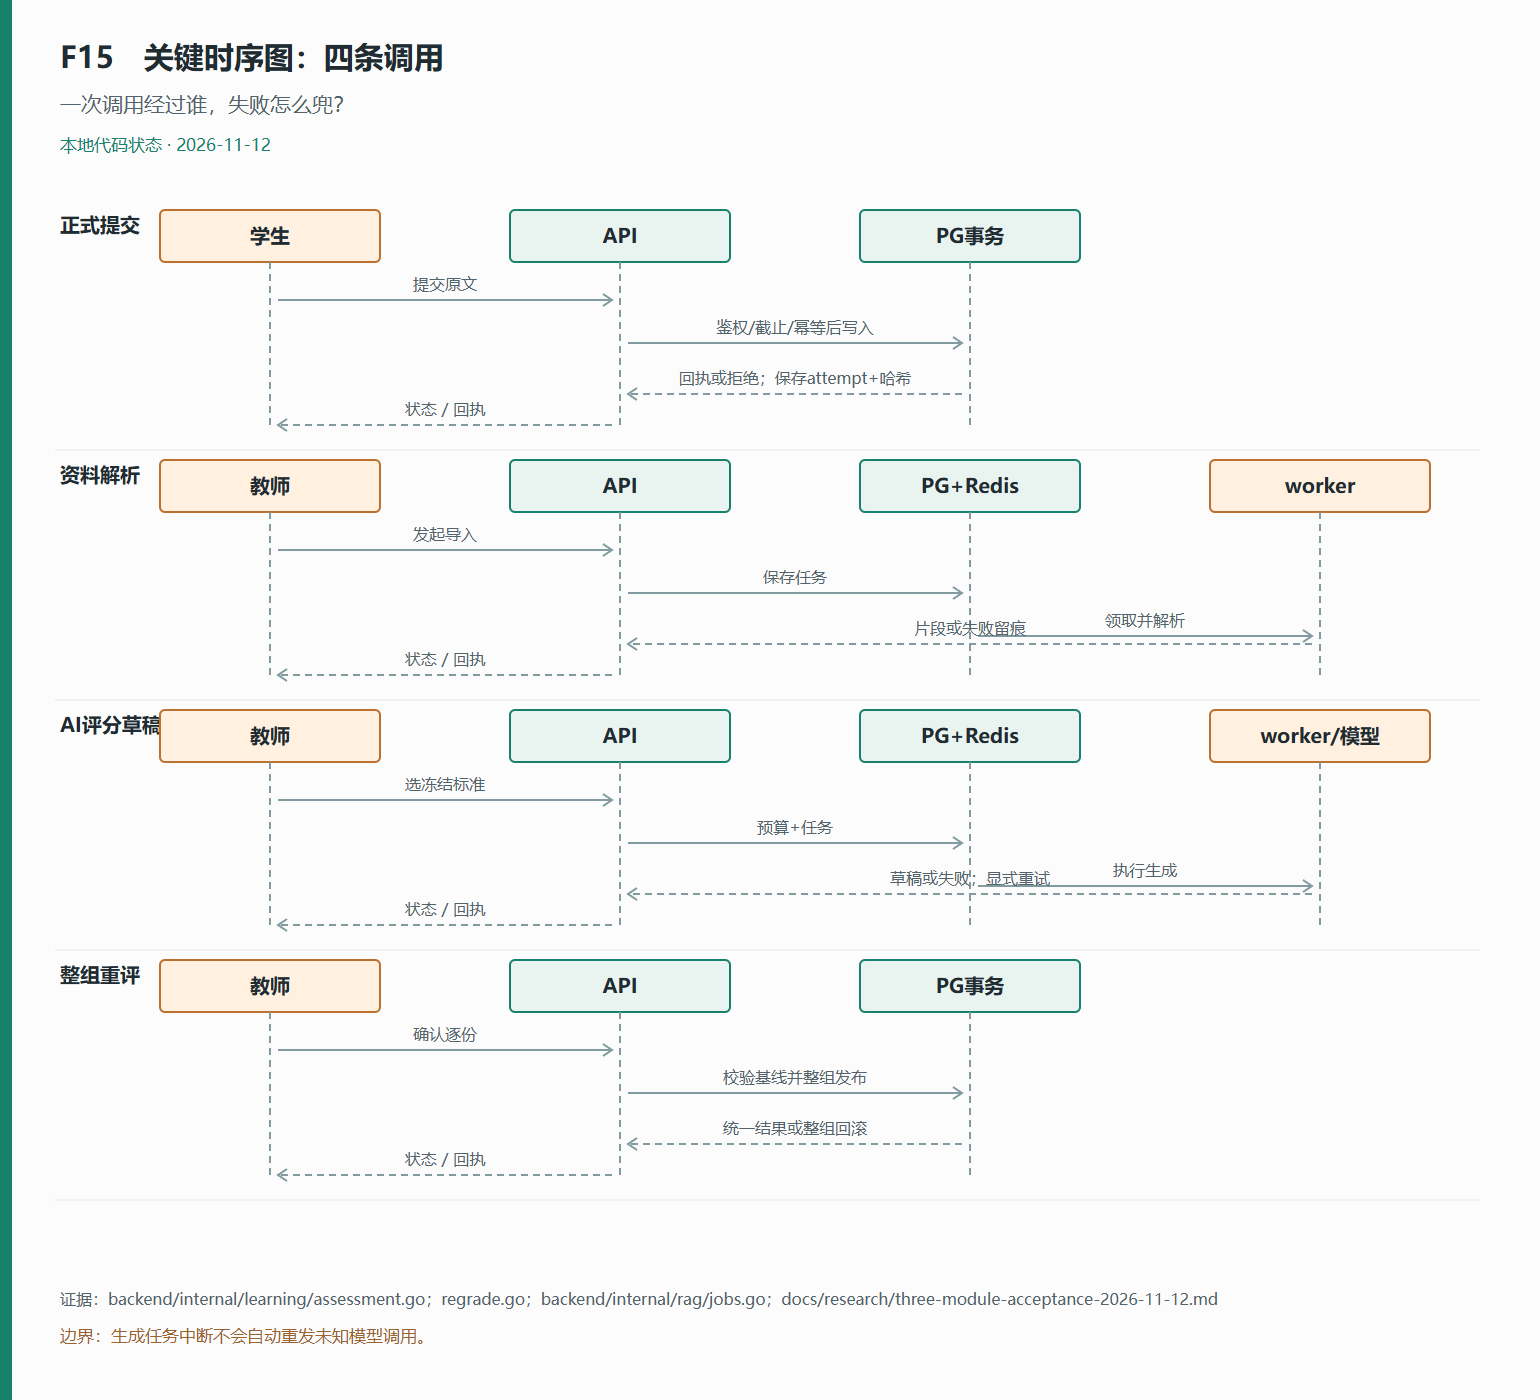 F15 关键时序图：四条调用
一次调用经过谁，失败怎么兜？
本地代码状态 · 2026-11-12
正式提交
学生
API
PG事务
提交原文
鉴权/截止/幂等后写入
回执或拒绝；保存attempt+哈希
状态 / 回执
资料解析
教师
API
PG+Redis
worker
发起导入
保存任务
领取并解析
片段或失败留痕
状态 / 回执
AI评分草稿
教师
API
PG+Redis
worker/模型
选冻结标准
预算+任务
执行生成
草稿或失败；显式重试
状态 / 回执
整组重评
教师
API
PG事务
确认逐份
校验基线并整组发布
统一结果或整组回滚
状态 / 回执
证据：backend/internal/learning/assessment.go；regrade.go；backend/internal/rag/jobs.go；docs/research/three-module-acceptance-2026-11-12.md
边界：生成任务中断不会自动重发未知模型调用。